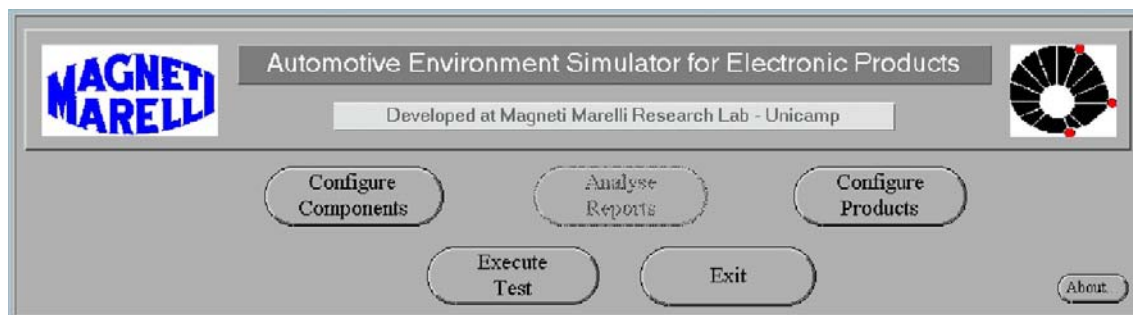 MAGNETI
MARELLI
Automotive Environment Simulator for Electronic Products
Developed at Magneti Marelli Research Lab - Unicamp
Configure
Components
Analyse
Reports
Configure
Products
Execute
Test
Exit
About...